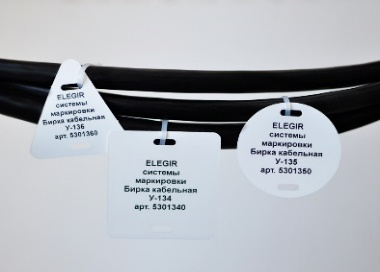 ELEGIR
системы
маркировки
Бирка кабельная
У-136
арт. 5301360
ELEGIR
системы
маркировки
Бирка кабельная
У-134
арт. 5301340
ELEGIR
системы
маркировки
Бирка кабельная
У-135
арт. 5301350